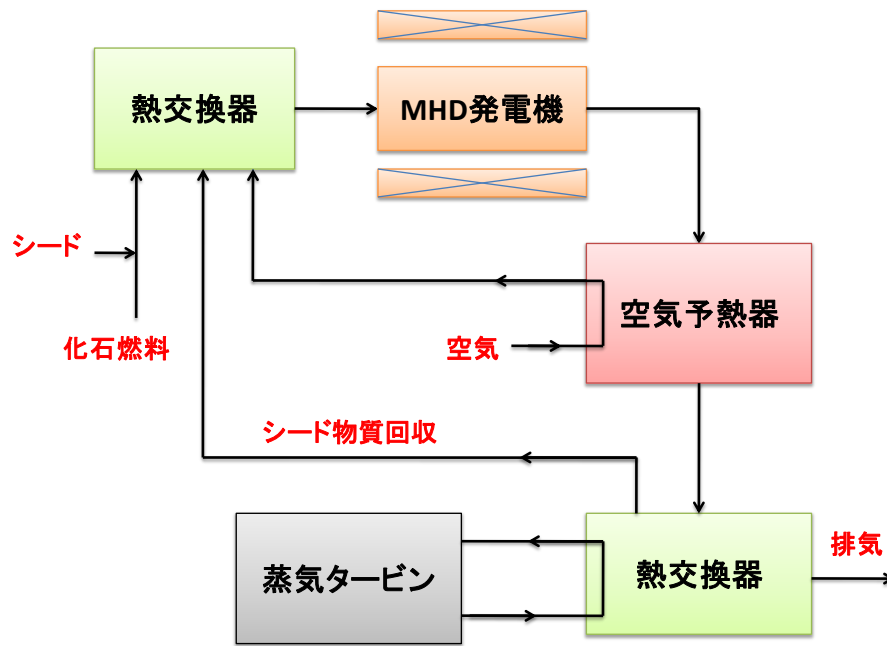 熱交換器
MHD発電機
シード
化石燃料
空気
空気予熱器
シード物質回収
蒸気タービン
熱交換器
排気